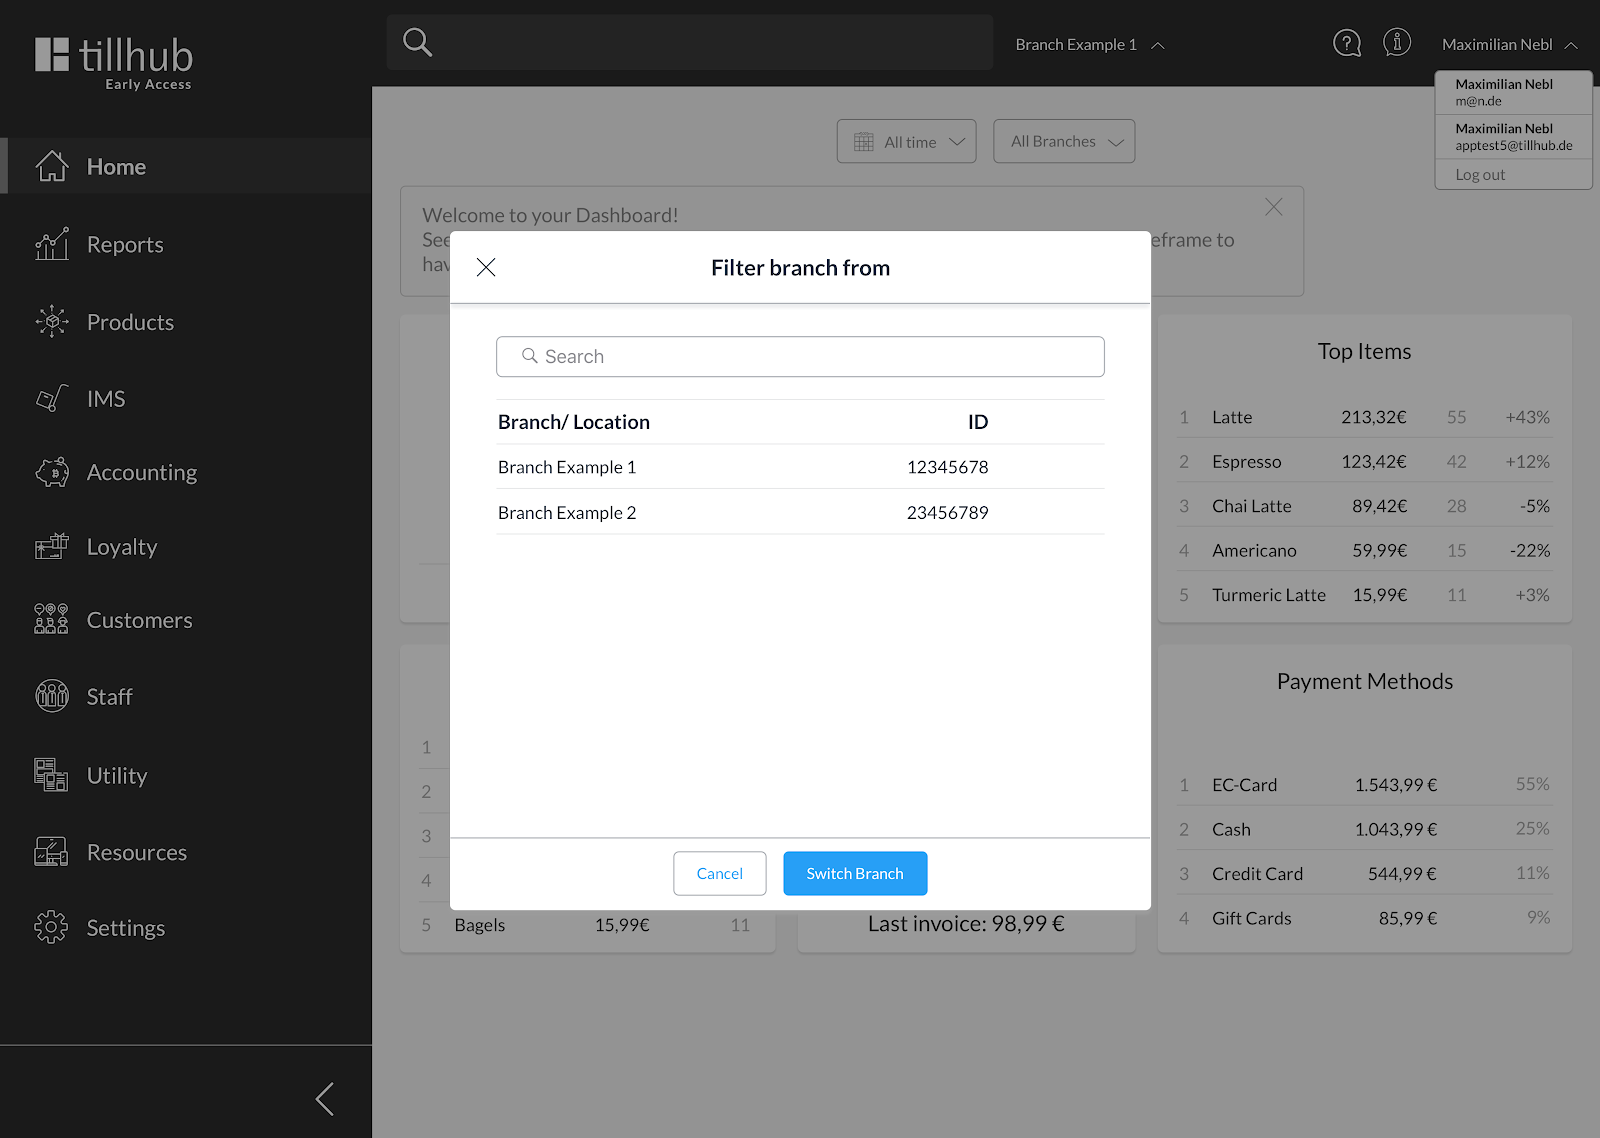 tillhub
Early Access
Branch Example 1
Maximilian Nebl
Maximilian Nebl
m@n.de
Maximilian Nebl
apptest5@tillhub.de
Log out
Home
Reports
Products
IMS
Accounting
Loyalty
Customers
Staff
Utility
Resources
Settings
All time
All Branches
Welcome to your Dashboard!
See
eframe to
hav
Filter branch from
Search
Branch/ Location ID
Branch Example 1 12345678
Branch Example 2 23456789
Cancel
Switch Branch
Top Items
1 Latte 213,32€ 55 +43%
2 Espresso 123,42€ 42 +12%
3 Chai Latte 89,42€ 28 -5%
4 Americano 59,99€ 15 -22%
5 Turmeric Latte 15,99€ 11 +3%
1
2
3
4
5 Bagels 15,99€ 11
Last invoice: 98,99 €
Payment Methods
1 EC-Card 1.543,99 € 55%
2 Cash 1.043,99 € 25%
3 Credit Card 544,99 € 11%
4 Gift Cards 85,99 € 9%